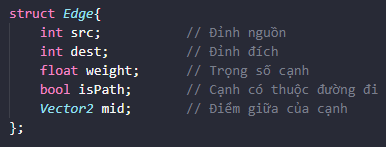 struct Edge{
    int src;            // Đỉnh nguồn
    int dest;           // Đỉnh đích
    float weight;       // Trọng số cạnh
    bool isPath;        // Cạnh có thuộc đường đi
    Vector2 mid;        // Điểm giữa của cạnh
};